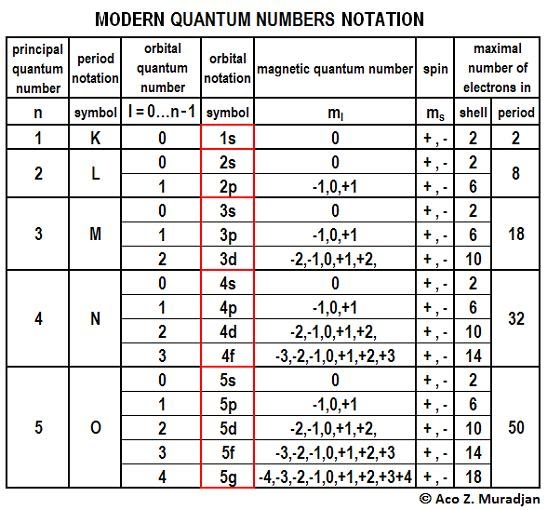 MODERN QUANTUM NUMBERS NOTATION
principal quantum number period notation orbital quantum number orbital notation magnetic quantum number spin maximal number of electrons in
n symbol l = 0...n-1 symbol ml ms shell period
1 K 0 1s 0 + , - 2 2
2 L 0 2s 0 + , - 2 8
1 2p -1,0,+1 + , - 6
3 M 0 3s 0 + , - 2 18
1 3p -1,0,+1 + , - 6
2 3d -2,-1,0,+1,+2, + , - 10
4 N 0 4s 0 + , - 2 32
1 4p -1,0,+1 + , - 6
2 4d -2,-1,0,+1,+2, + , - 10
3 4f -3,-2,-1,0,+1,+2,+3 + , - 14
5 O 0 5s 0 + , - 2 50
1 5p -1,0,+1 + , - 6
2 5d -2,-1,0,+1,+2, + , - 10
3 5f -3,-2,-1,0,+1,+2,+3 + , - 14
4 5g -4,-3,-2,-1,0,+1,+2,+3+4 + , - 18
© Aco Z. Muradjan